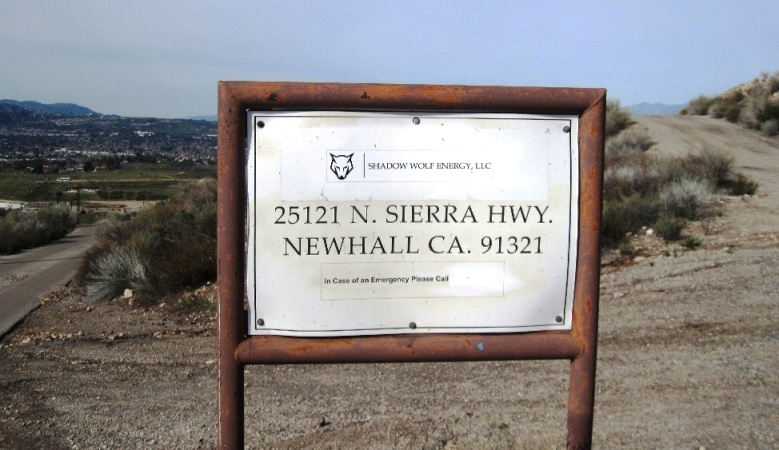 SHADOW WOLF ENERGY, LLC
25121 N. SIERRA HWY.
NEWHALL CA. 91321
In Case of an Emergency Please Call